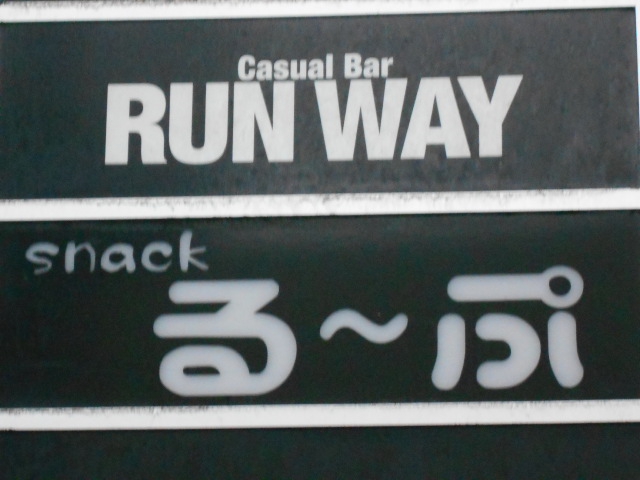 Casual Bar
RUN WAY
snack
る〜ぷ